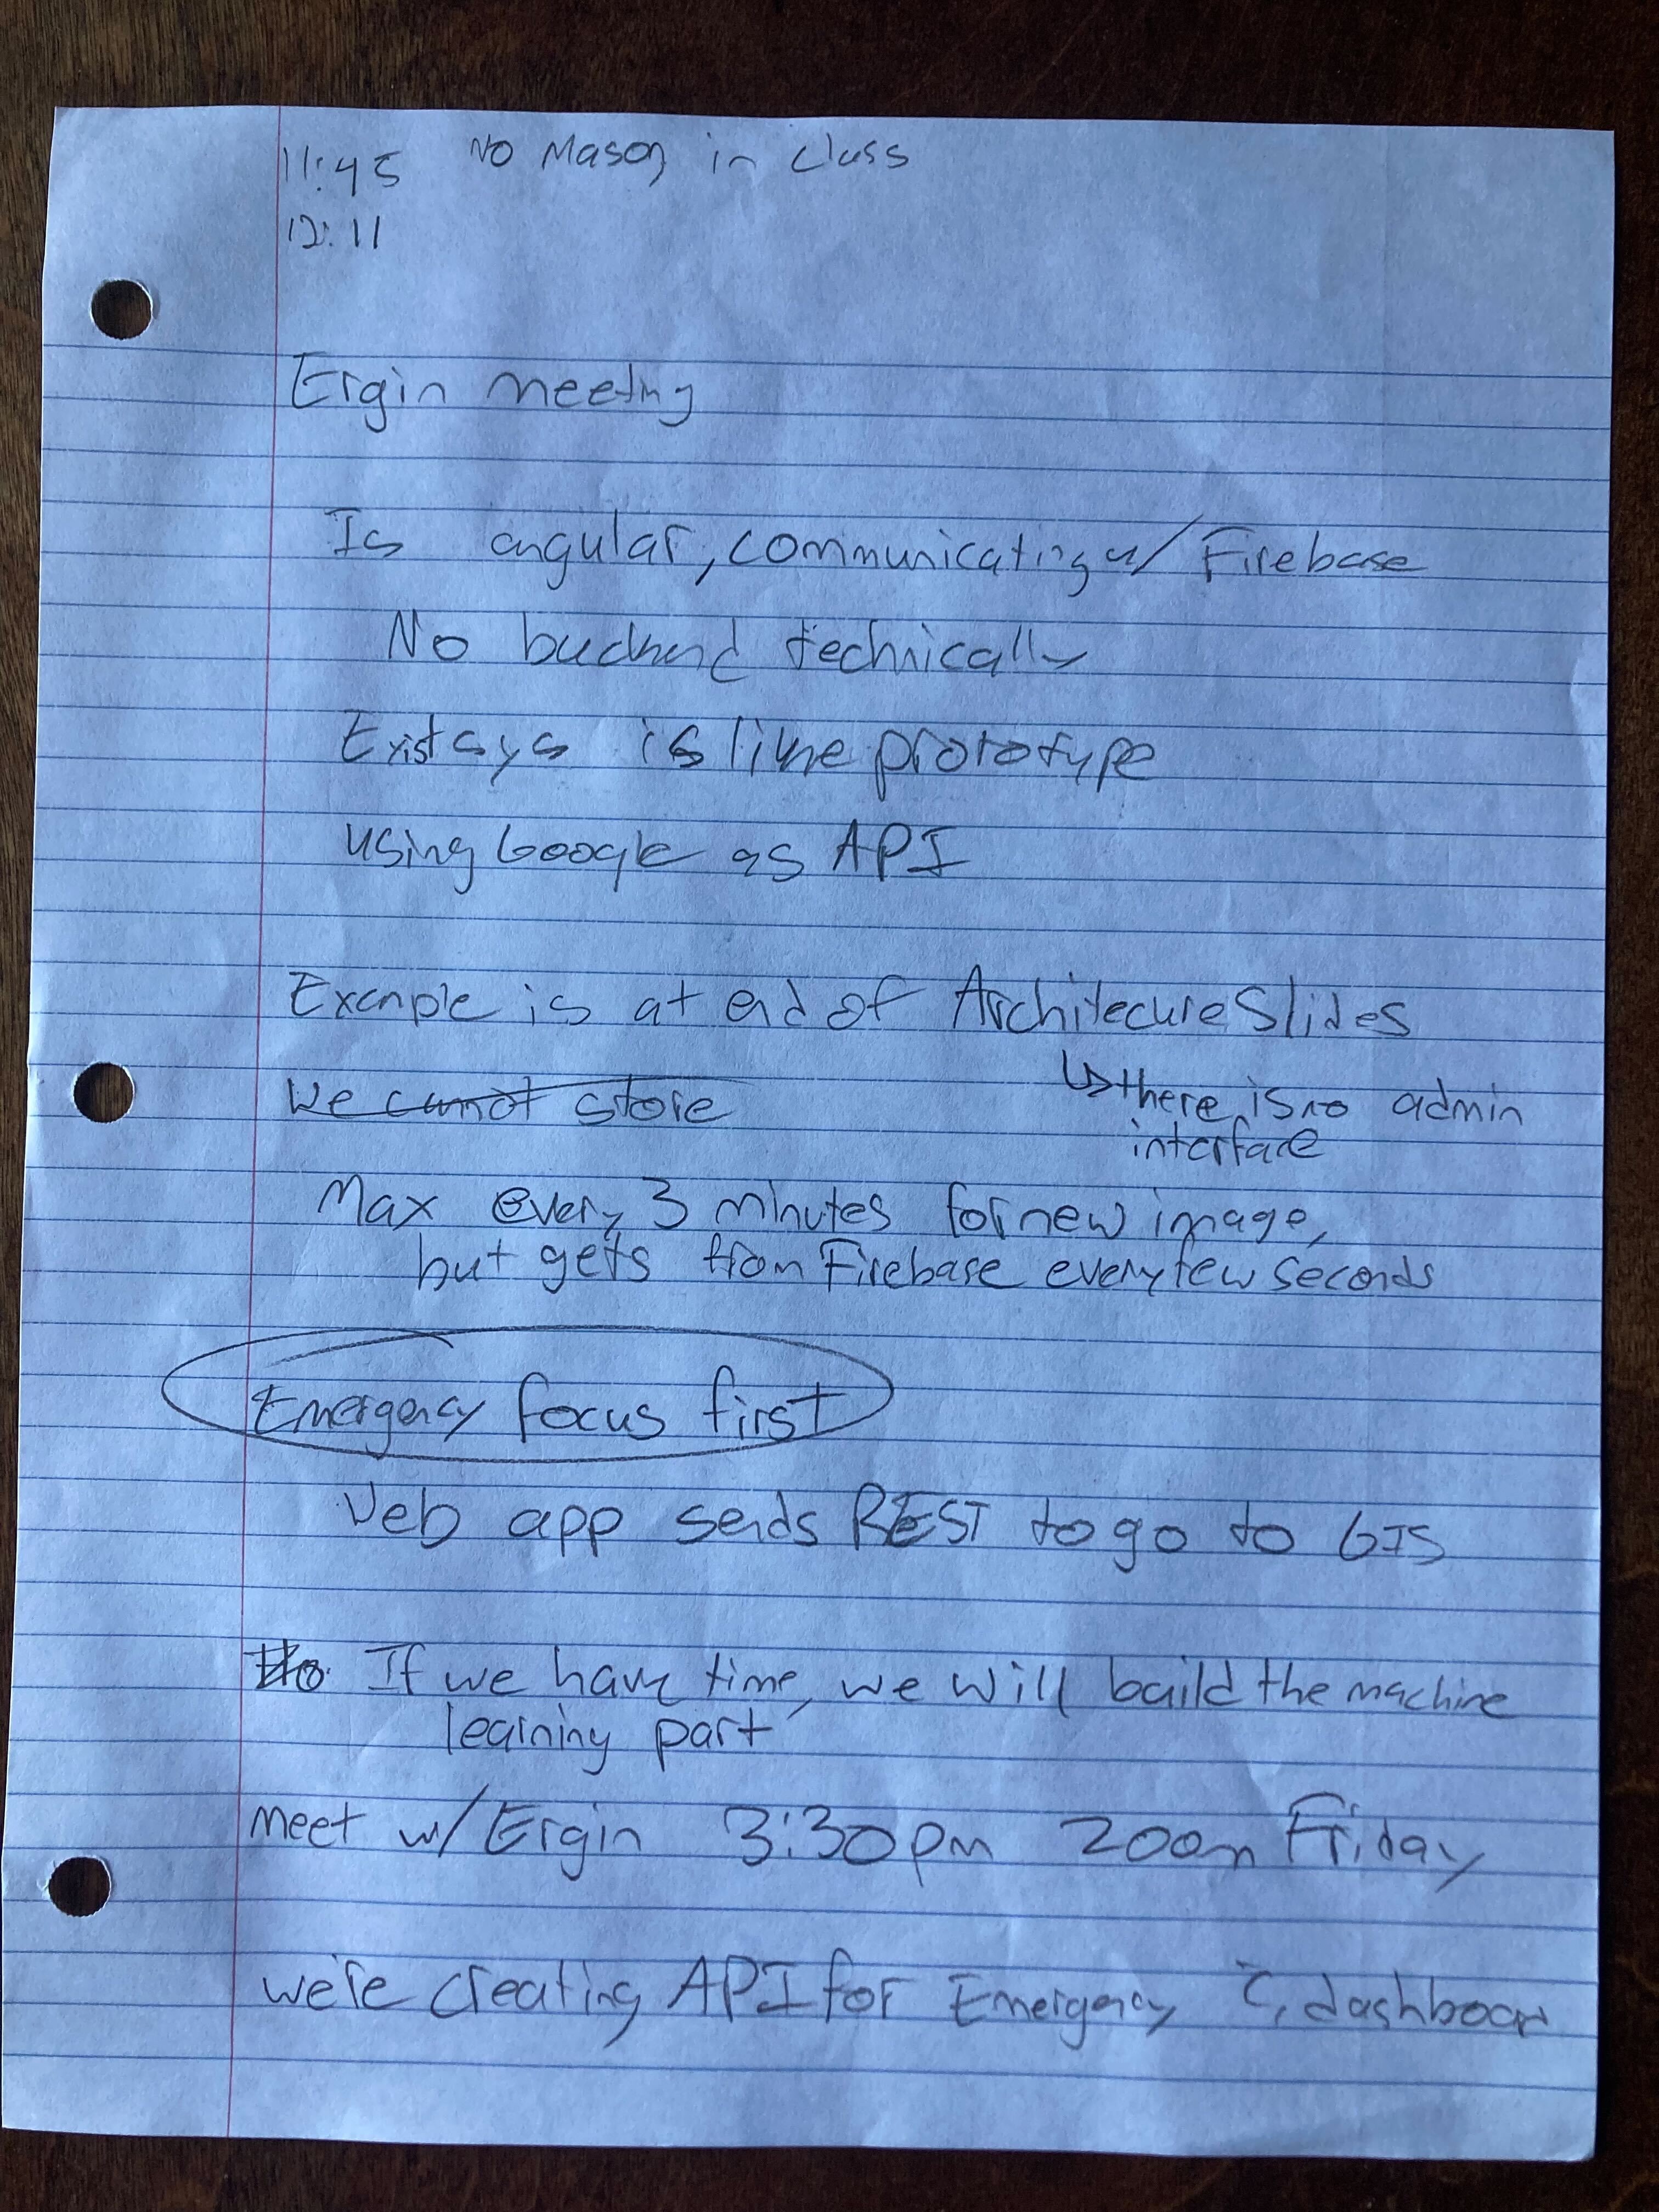 11:45 No Mason in class
12:11
Ergin meeting
Is angular, communicating w/ Firebase
No backend technically
Exist sys is like prototype
using Google as API
Example is at end of Architecure Slides
We cannot store
↳ there is no admin
interface
Max every 3 minutes for new image,
but gets from Firebase every few seconds
Emergency focus first
Web app sends REST to go to GIS
If we have time, we will build the machine
learning part
meet w/ Ergin 3:30pm Zoom Friday
we're creating API for Emergency dashboar